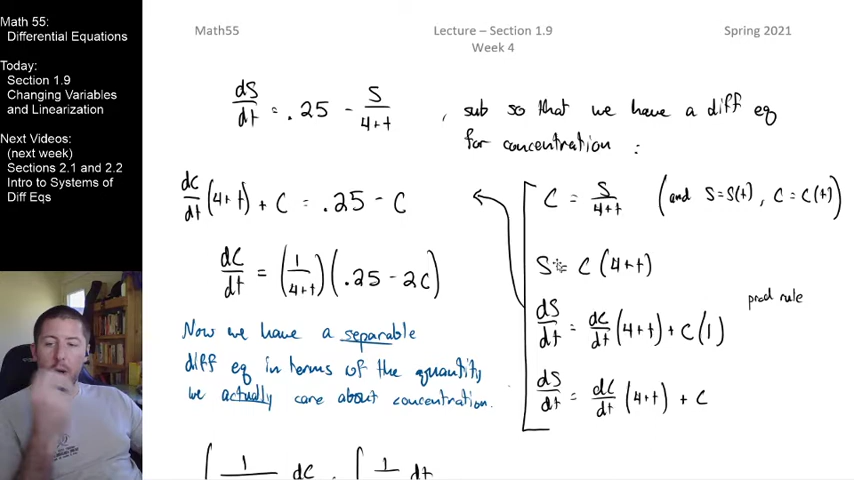 Math 55:
Differential Equations
Today:
Section 1.9
Changing Variables
and Linearization
Next Videos:
(next week)
Sections 2.1 and 2.2
Intro to Systems of
Diff Eqs
Math55
Lecture – Section 1.9
Week 4
Spring 2021
dS/dt = .25 - S/(4+t) , sub so that we have a diff eq
for concentration :
dC/dt (4+t) + C = .25 - C
dC/dt = (1/(4+t)) (.25 - 2C)
Now we have a separable
diff eq in terms of the quantity
we actually care about concentration.
∫ 1 dC = ∫ 1 dt
C = S/(4+t) (and S=S(t), C=C(t))
S = C(4+t)
prod rule
dS/dt = dC/dt (4+t) + C(1)
dS/dt = dC/dt (4+t) + C